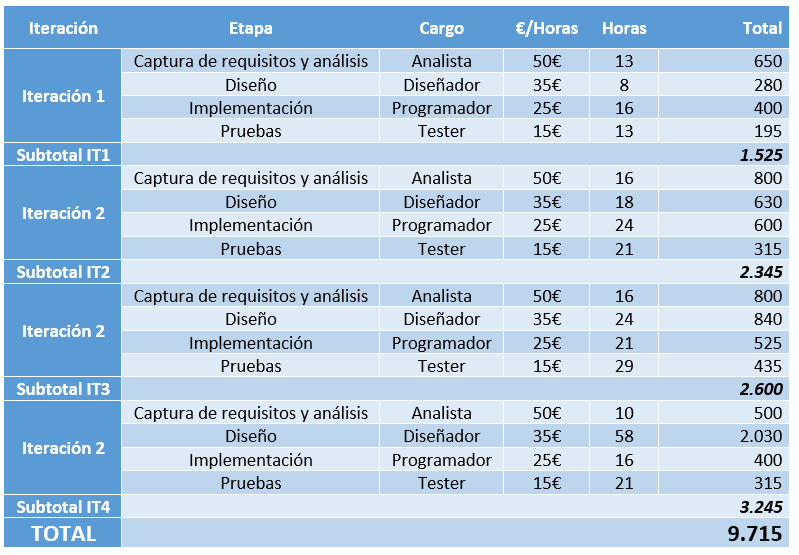 Iteración Etapa Cargo €/Horas Horas Total
Iteración 1
Captura de requisitos y análisis Analista 50€ 13 650
Diseño Diseñador 35€ 8 280
Implementación Programador 25€ 16 400
Pruebas Tester 15€ 13 195
Subtotal IT1 1.525
Iteración 2
Captura de requisitos y análisis Analista 50€ 16 800
Diseño Diseñador 35€ 18 630
Implementación Programador 25€ 24 600
Pruebas Tester 15€ 21 315
Subtotal IT2 2.345
Iteración 2
Captura de requisitos y análisis Analista 50€ 16 800
Diseño Diseñador 35€ 24 840
Implementación Programador 25€ 21 525
Pruebas Tester 15€ 29 435
Subtotal IT3 2.600
Iteración 2
Captura de requisitos y análisis Analista 50€ 10 500
Diseño Diseñador 35€ 58 2.030
Implementación Programador 25€ 16 400
Pruebas Tester 15€ 21 315
Subtotal IT4 3.245
TOTAL 9.715